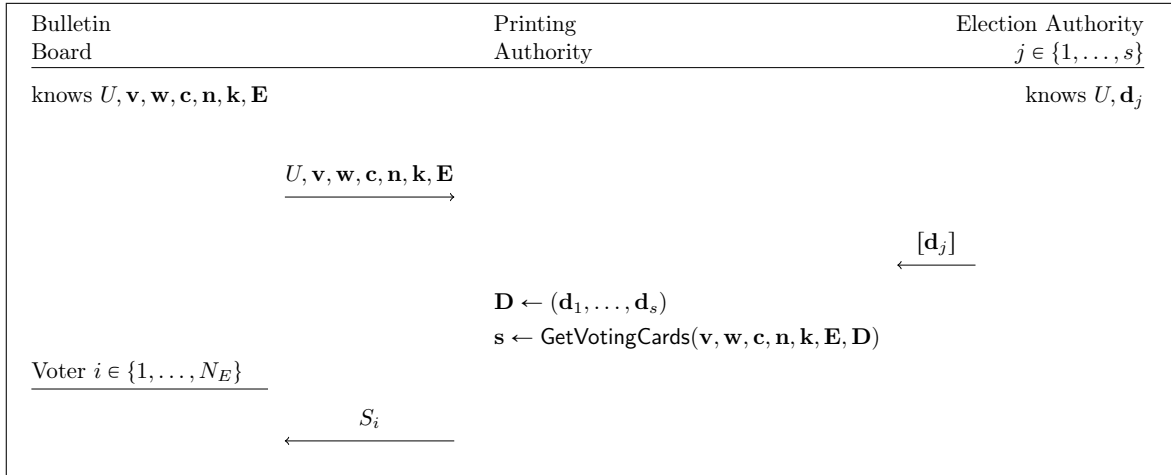 Bulletin Board
Printing Authority
Election Authority j ∈ {1, . . . , s}
knows U, v, w, c, n, k, E
knows U, d_j
U, v, w, c, n, k, E
[d_j]
D ← (d_1, . . . , d_s)
s ← GetVotingCards(v, w, c, n, k, E, D)
Voter i ∈ {1, . . . , N_E}
S_i